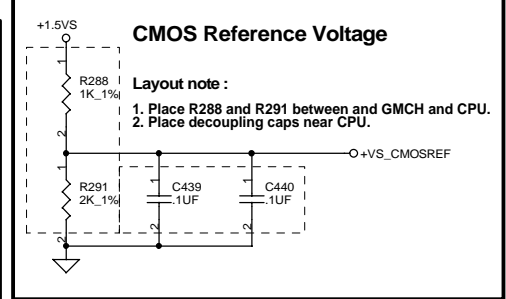 +1.5VS
CMOS Reference Voltage
1
R288
1K_1%
2
Layout note :
1. Place R288 and R291 between and GMCH and CPU.
2. Place decoupling caps near CPU.
+VS_CMOSREF
1
R291
2K_1%
2
1
C439
.1UF
2
1
C440
.1UF
2